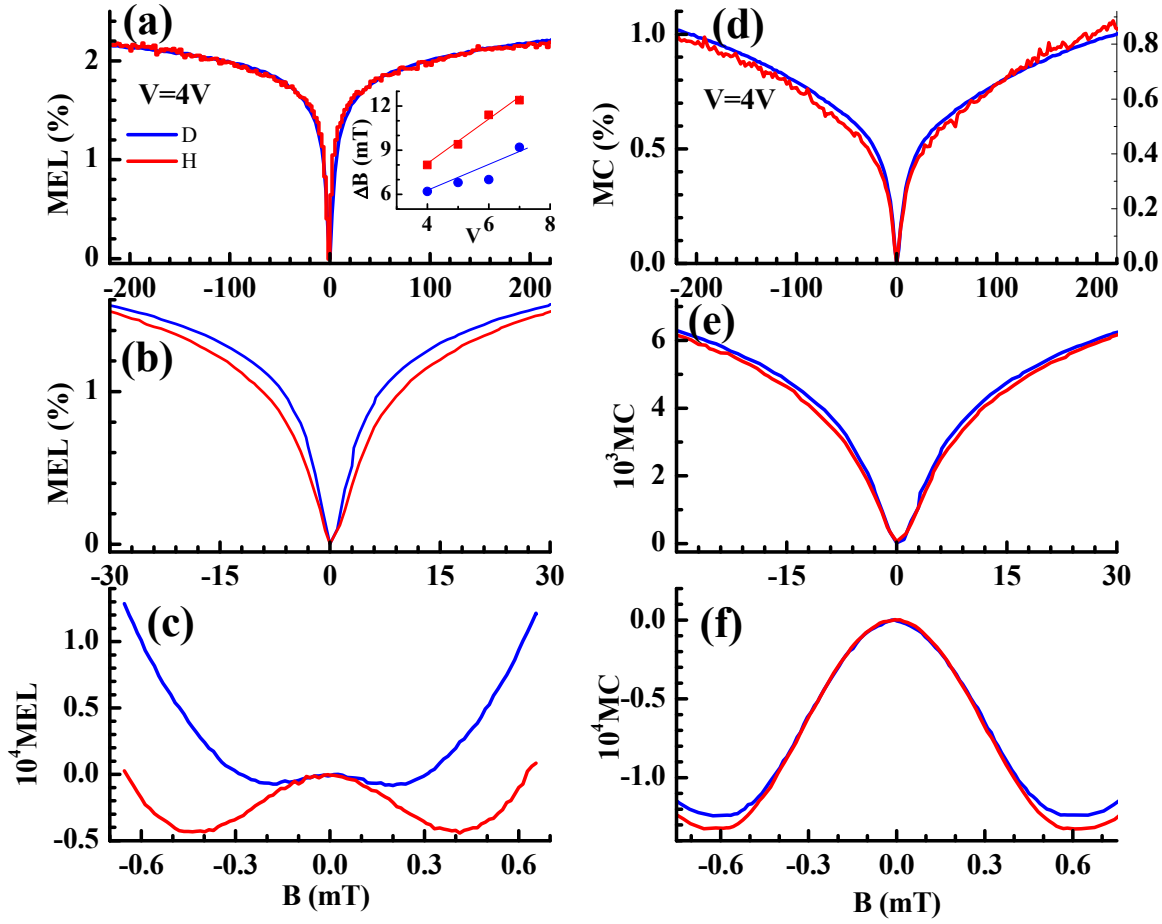 (a)
MEL (%)
2
1
0
V=4V
D
H
ΔB (mT)
12
9
6
4
6
8
V
-200
-100
0
100
200
(d)
MC (%)
1.0
0.5
0.0
V=4V
0.8
0.6
0.4
0.2
0.0
-200
-100
0
100
200
(b)
MEL (%)
1
0
-30
-15
0
15
30
(e)
10³MC
6
4
2
0
-30
-15
0
15
30
(c)
10⁴MEL
1.0
0.5
0.0
-0.5
-0.6
-0.3
0.0
0.3
0.6
B (mT)
(f)
10⁴MC
0.0
-0.5
-1.0
-0.6
0.0
0.6
B (mT)